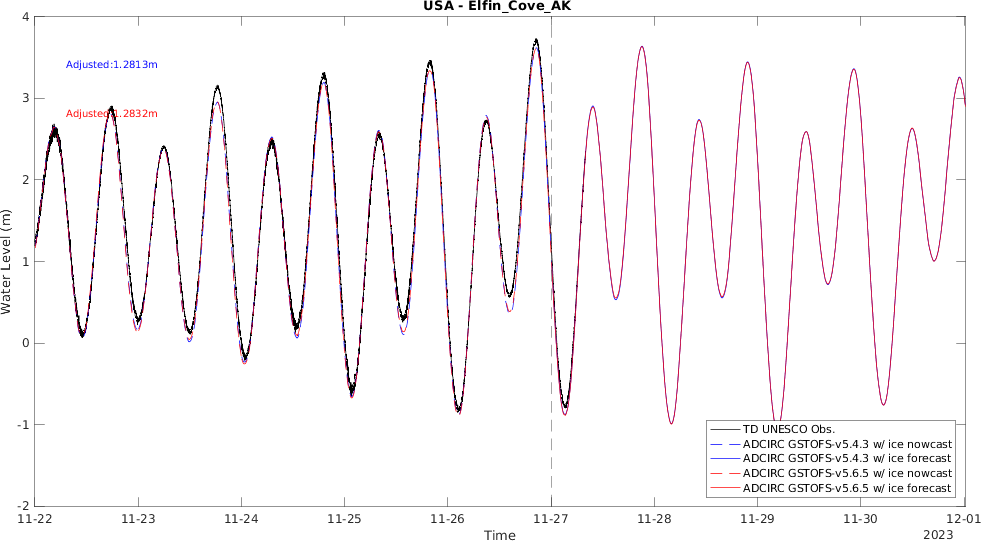 USA - Elfin_Cove_AK
Water Level (m)
4
3
2
1
0
-1
-2
Adjusted:1.2813m
Adjusted:1.2832m
TD UNESCO Obs.
ADCIRC GSTOFS-v5.4.3 w/ ice nowcast
ADCIRC GSTOFS-v5.4.3 w/ ice forecast
ADCIRC GSTOFS-v5.6.5 w/ ice nowcast
ADCIRC GSTOFS-v5.6.5 w/ ice forecast
11-22 11-23 11-24 11-25 11-26 11-27 11-28 11-29 11-30 12-01
Time
2023